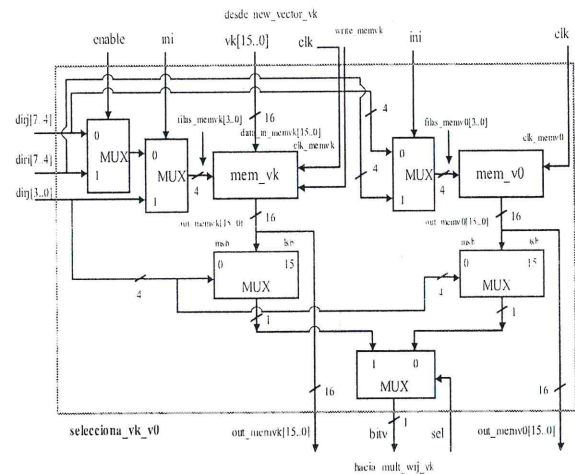 desde new_vector_vk
enable
ini
vk[15..0]
clk
write_memvk
ini
clk
dirj[7..4]
diri[7..4]
dirj[3..0]
0
MUX
1
0
MUX
1
filas_memvk[3..0]
4
16
data_in_memvk[15..0]
clk_memvk
mem_vk
4
4
0
MUX
1
filas_memv0[3..0]
4
clk_memv0
mem_v0
16
out_memvk[15..0]
16
out_memv0[15..0]
msb
lsb
0
15
MUX
msb
lsb
0
15
MUX
4
4
1
1
1
0
MUX
16
16
1
selecciona_vk_v0
out_memvk[15..0]
bitv
sel
out_memv0[15..0]
hacia mult_wij_vk